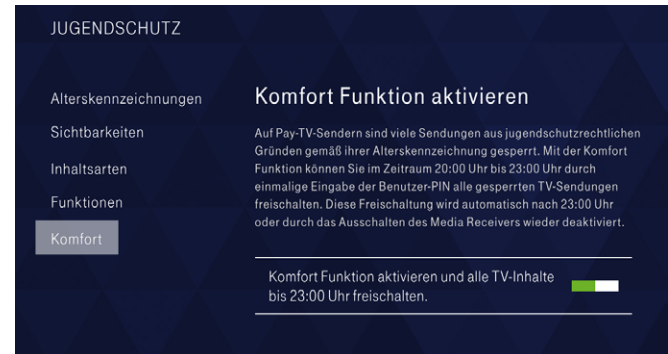 JUGENDSCHUTZ
Alterskennzeichnungen
Sichtbarkeiten
Inhaltsarten
Funktionen
Komfort
Komfort Funktion aktivieren
Auf Pay-TV-Sendern sind viele Sendungen aus jugendschutzrechtlichen
Gründen gemäß ihrer Alterskennzeichnung gesperrt. Mit der Komfort
Funktion können Sie im Zeitraum 20:00 Uhr bis 23:00 Uhr durch
einmalige Eingabe der Benutzer-PIN alle gesperrten TV-Sendungen
freischalten. Diese Freischaltung wird automatisch nach 23:00 Uhr
oder durch das Ausschalten des Media Receivers wieder deaktiviert.
Komfort Funktion aktivieren und alle TV-Inhalte
bis 23:00 Uhr freischalten.